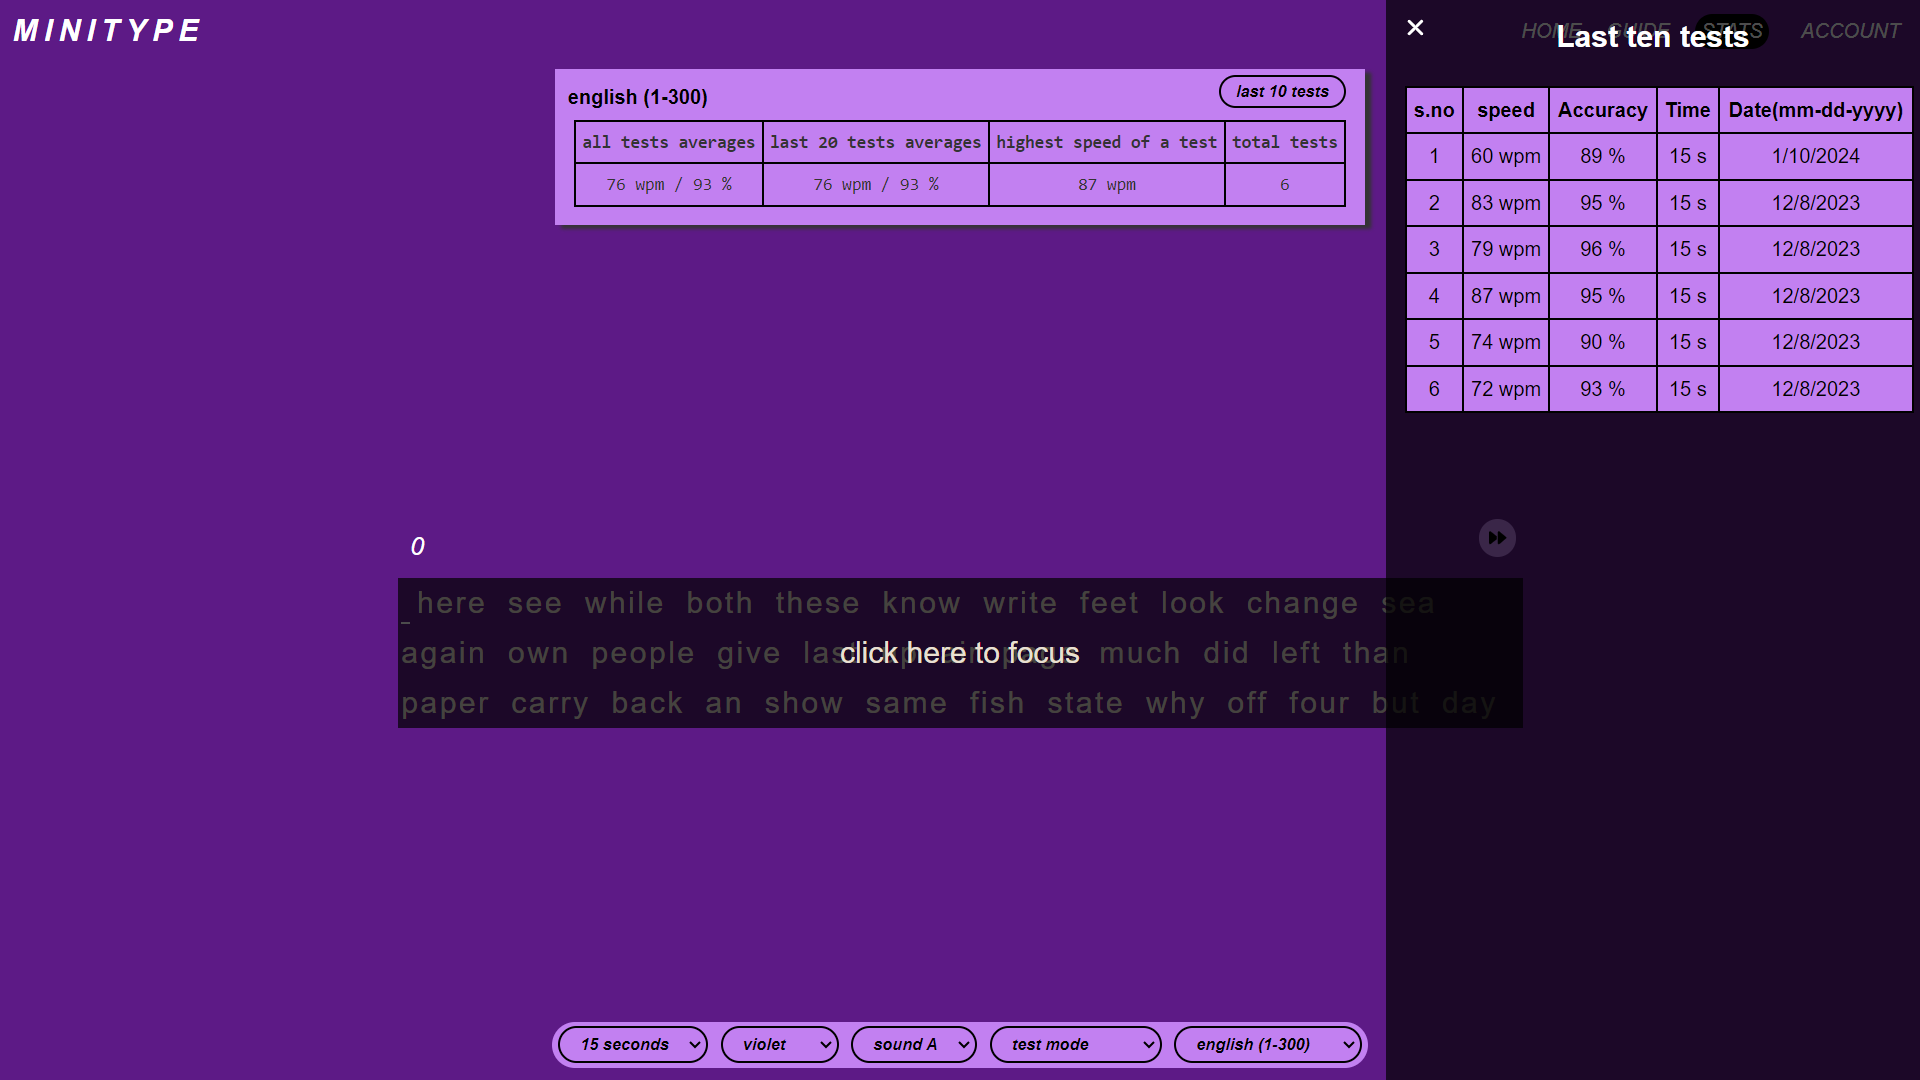 MINITYPE
HOME GUIDE STATS ACCOUNT
Last ten tests
english (1-300)
last 10 tests
all tests averages last 20 tests averages highest speed of a test total tests
76 wpm / 93 % 76 wpm / 93 % 87 wpm 6
s.no speed Accuracy Time Date(mm-dd-yyyy)
1 60 wpm 89 % 15 s 1/10/2024
2 83 wpm 95 % 15 s 12/8/2023
3 79 wpm 96 % 15 s 12/8/2023
4 87 wpm 95 % 15 s 12/8/2023
5 74 wpm 90 % 15 s 12/8/2023
6 72 wpm 93 % 15 s 12/8/2023
0
_here see while both these know write feet look change sea
again own people give last much did left than
click here to focus
paper carry back an show same fish state why off four but day
15 seconds violet sound A test mode english (1-300)